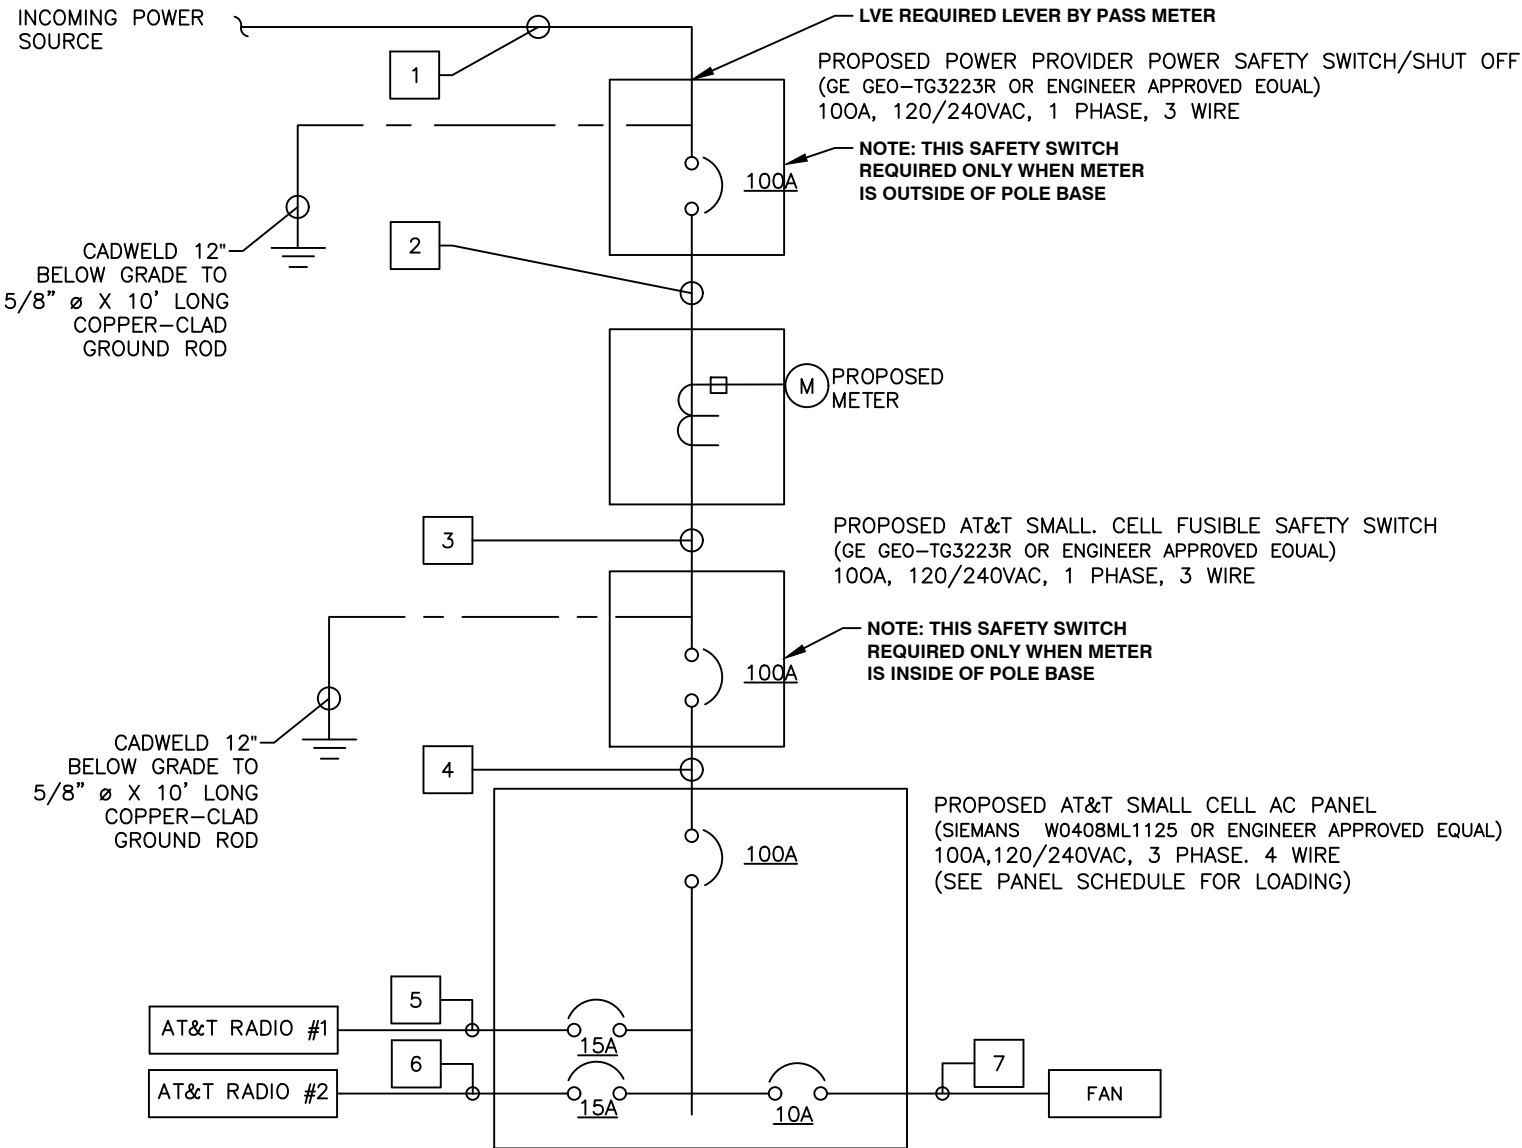 INCOMING POWER
SOURCE
LVE REQUIRED LEVER BY PASS METER
1
PROPOSED POWER PROVIDER POWER SAFETY SWITCH/SHUT OFF
(GE GEO-TG3223R OR ENGINEER APPROVED EOUAL)
100A, 120/240VAC, 1 PHASE, 3 WIRE
NOTE: THIS SAFETY SWITCH
REQUIRED ONLY WHEN METER
IS OUTSIDE OF POLE BASE
100A
CADWELD 12"
BELOW GRADE TO
5/8" ø X 10' LONG
COPPER-CLAD
GROUND ROD
2
M
PROPOSED
METER
3
PROPOSED AT&T SMALL. CELL FUSIBLE SAFETY SWITCH
(GE GEO-TG3223R OR ENGINEER APPROVED EOUAL)
100A, 120/240VAC, 1 PHASE, 3 WIRE
NOTE: THIS SAFETY SWITCH
REQUIRED ONLY WHEN METER
IS INSIDE OF POLE BASE
100A
CADWELD 12"
BELOW GRADE TO
5/8" ø X 10' LONG
COPPER-CLAD
GROUND ROD
4
PROPOSED AT&T SMALL CELL AC PANEL
(SIEMANS W0408ML1125 OR ENGINEER APPROVED EQUAL)
100A,120/240VAC, 3 PHASE. 4 WIRE
(SEE PANEL SCHEDULE FOR LOADING)
100A
5
AT&T RADIO #1
15A
6
AT&T RADIO #2
15A
10A
7
FAN